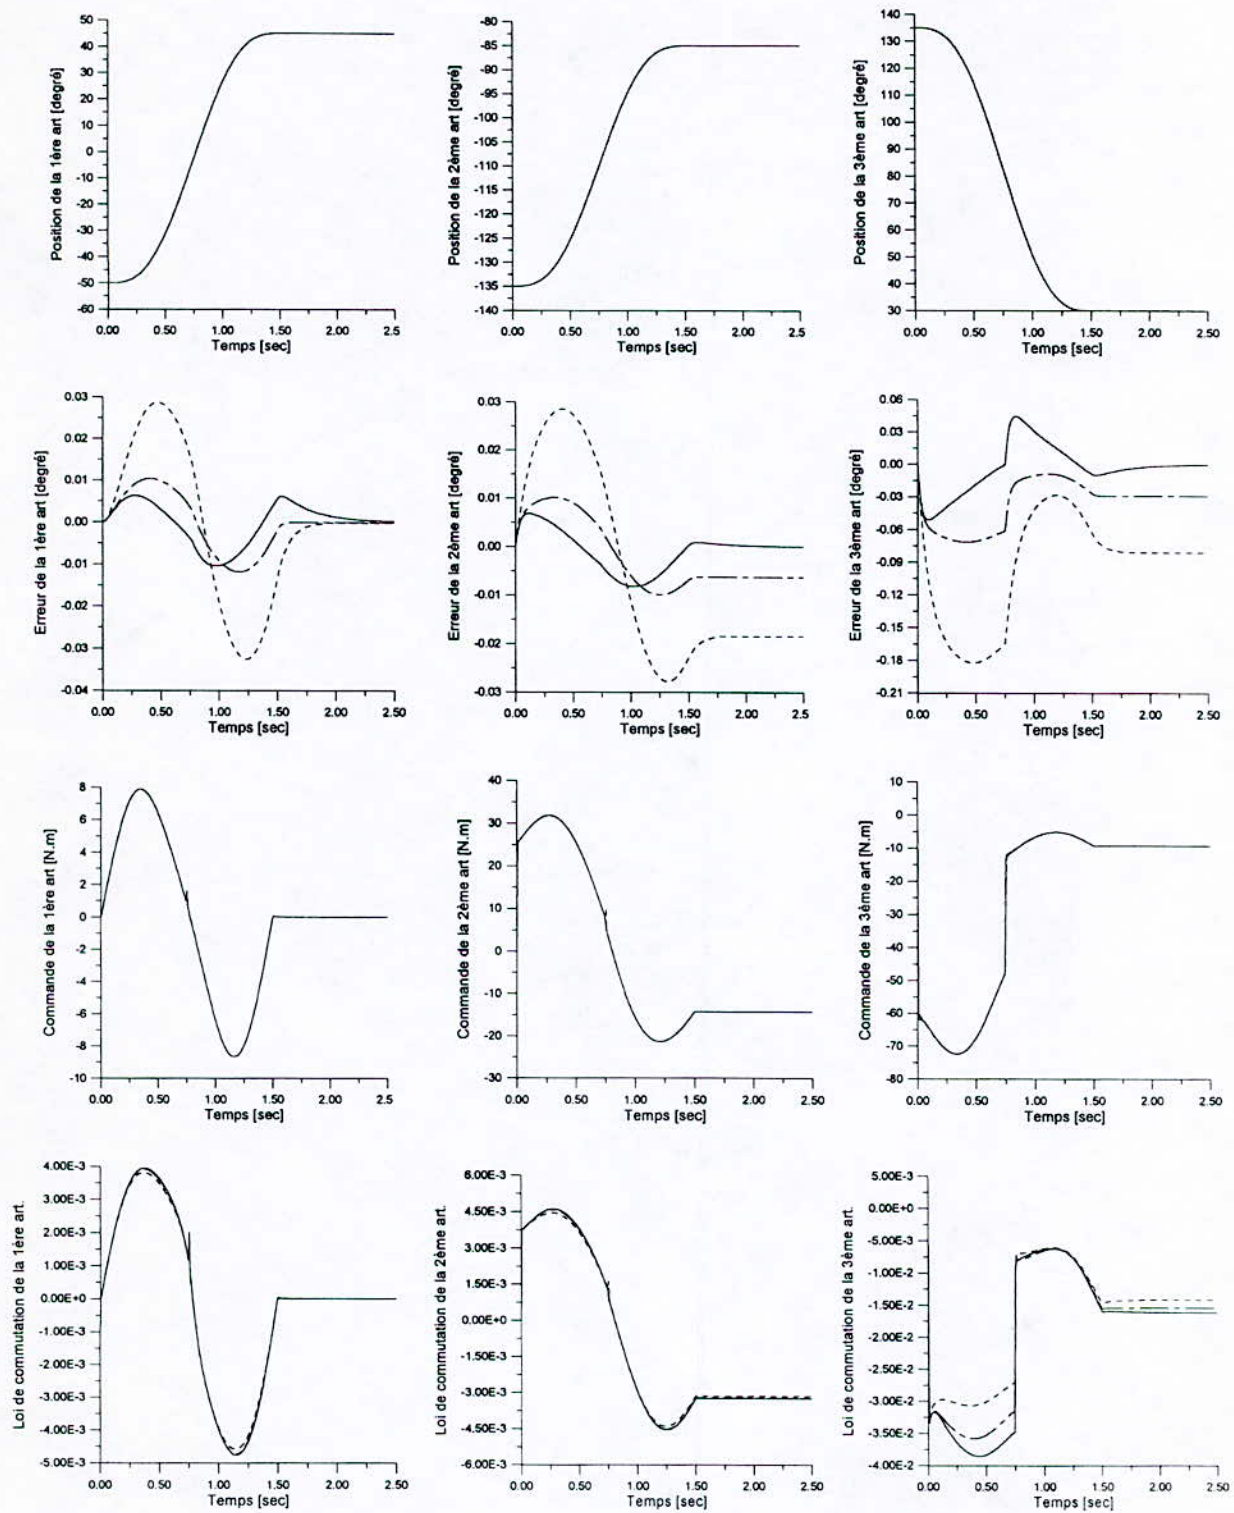 Position de la 1ère art [degré]
50
40
30
20
10
0
-10
-20
-30
-40
-50
-60
0.00 0.50 1.00 1.50 2.00 2.5
Temps [sec]
Position de la 2ème art [degré]
-80
-85
-90
-95
-100
-105
-110
-115
-120
-125
-130
-135
-140
0.00 0.50 1.00 1.50 2.00 2.5
Temps [sec]
Position de la 3ème art [degré]
140
130
120
110
100
90
80
70
60
50
40
30
0.00 0.50 1.00 1.50 2.00 2.5
Temps [sec]
Erreur de la 1ère art [degré]
0.03
0.02
0.01
0.00
-0.01
-0.02
-0.03
-0.04
0.00 0.50 1.00 1.50 2.00 2.50
Temps [sec]
Erreur de la 2ème art [degré]
0.03
0.02
0.01
0.00
-0.01
-0.02
-0.03
0.00 0.50 1.00 1.50 2.00 2.50
Temps [sec]
Erreur de la 3ème art [degré]
0.06
0.03
0.00
-0.03
-0.06
-0.09
-0.12
-0.15
-0.18
-0.21
0.00 0.50 1.00 1.50 2.00 2.50
Temps [sec]
Commande de la 1ère art [N.m]
8
6
4
2
0
-2
-4
-6
-8
-10
0.00 0.50 1.00 1.50 2.00 2.50
Temps [sec]
Commande de la 2ème art [N.m]
40
30
20
10
0
-10
-20
-30
0.00 0.50 1.00 1.50 2.00 2.50
Temps [sec]
Commande de la 3ème art [N.m]
10
0
-10
-20
-30
-40
-50
-60
-70
-80
0.00 0.50 1.00 1.50 2.00 2.50
Temps [sec]
Loi de commutation de la 1ère art.
4.00E-3
3.00E-3
2.00E-3
1.00E-3
0.00E+0
-1.00E-3
-2.00E-3
-3.00E-3
-4.00E-3
-5.00E-3
0.00 0.50 1.00 1.50 2.00 2.50
Temps [sec]
Loi de commutation de la 2ème art.
6.00E-3
4.50E-3
3.00E-3
1.50E-3
0.00E+0
-1.50E-3
-3.00E-3
-4.50E-3
-6.00E-3
0.00 0.50 1.00 1.50 2.00 2.50
Temps [sec]
Loi de commutation de la 3ème art.
5.00E-3
0.00E+0
-5.00E-3
-1.00E-2
-1.50E-2
-2.00E-2
-2.50E-2
-3.00E-2
-3.50E-2
-4.00E-2
0.00 0.50 1.00 1.50 2.00 2.50
Temps [sec]